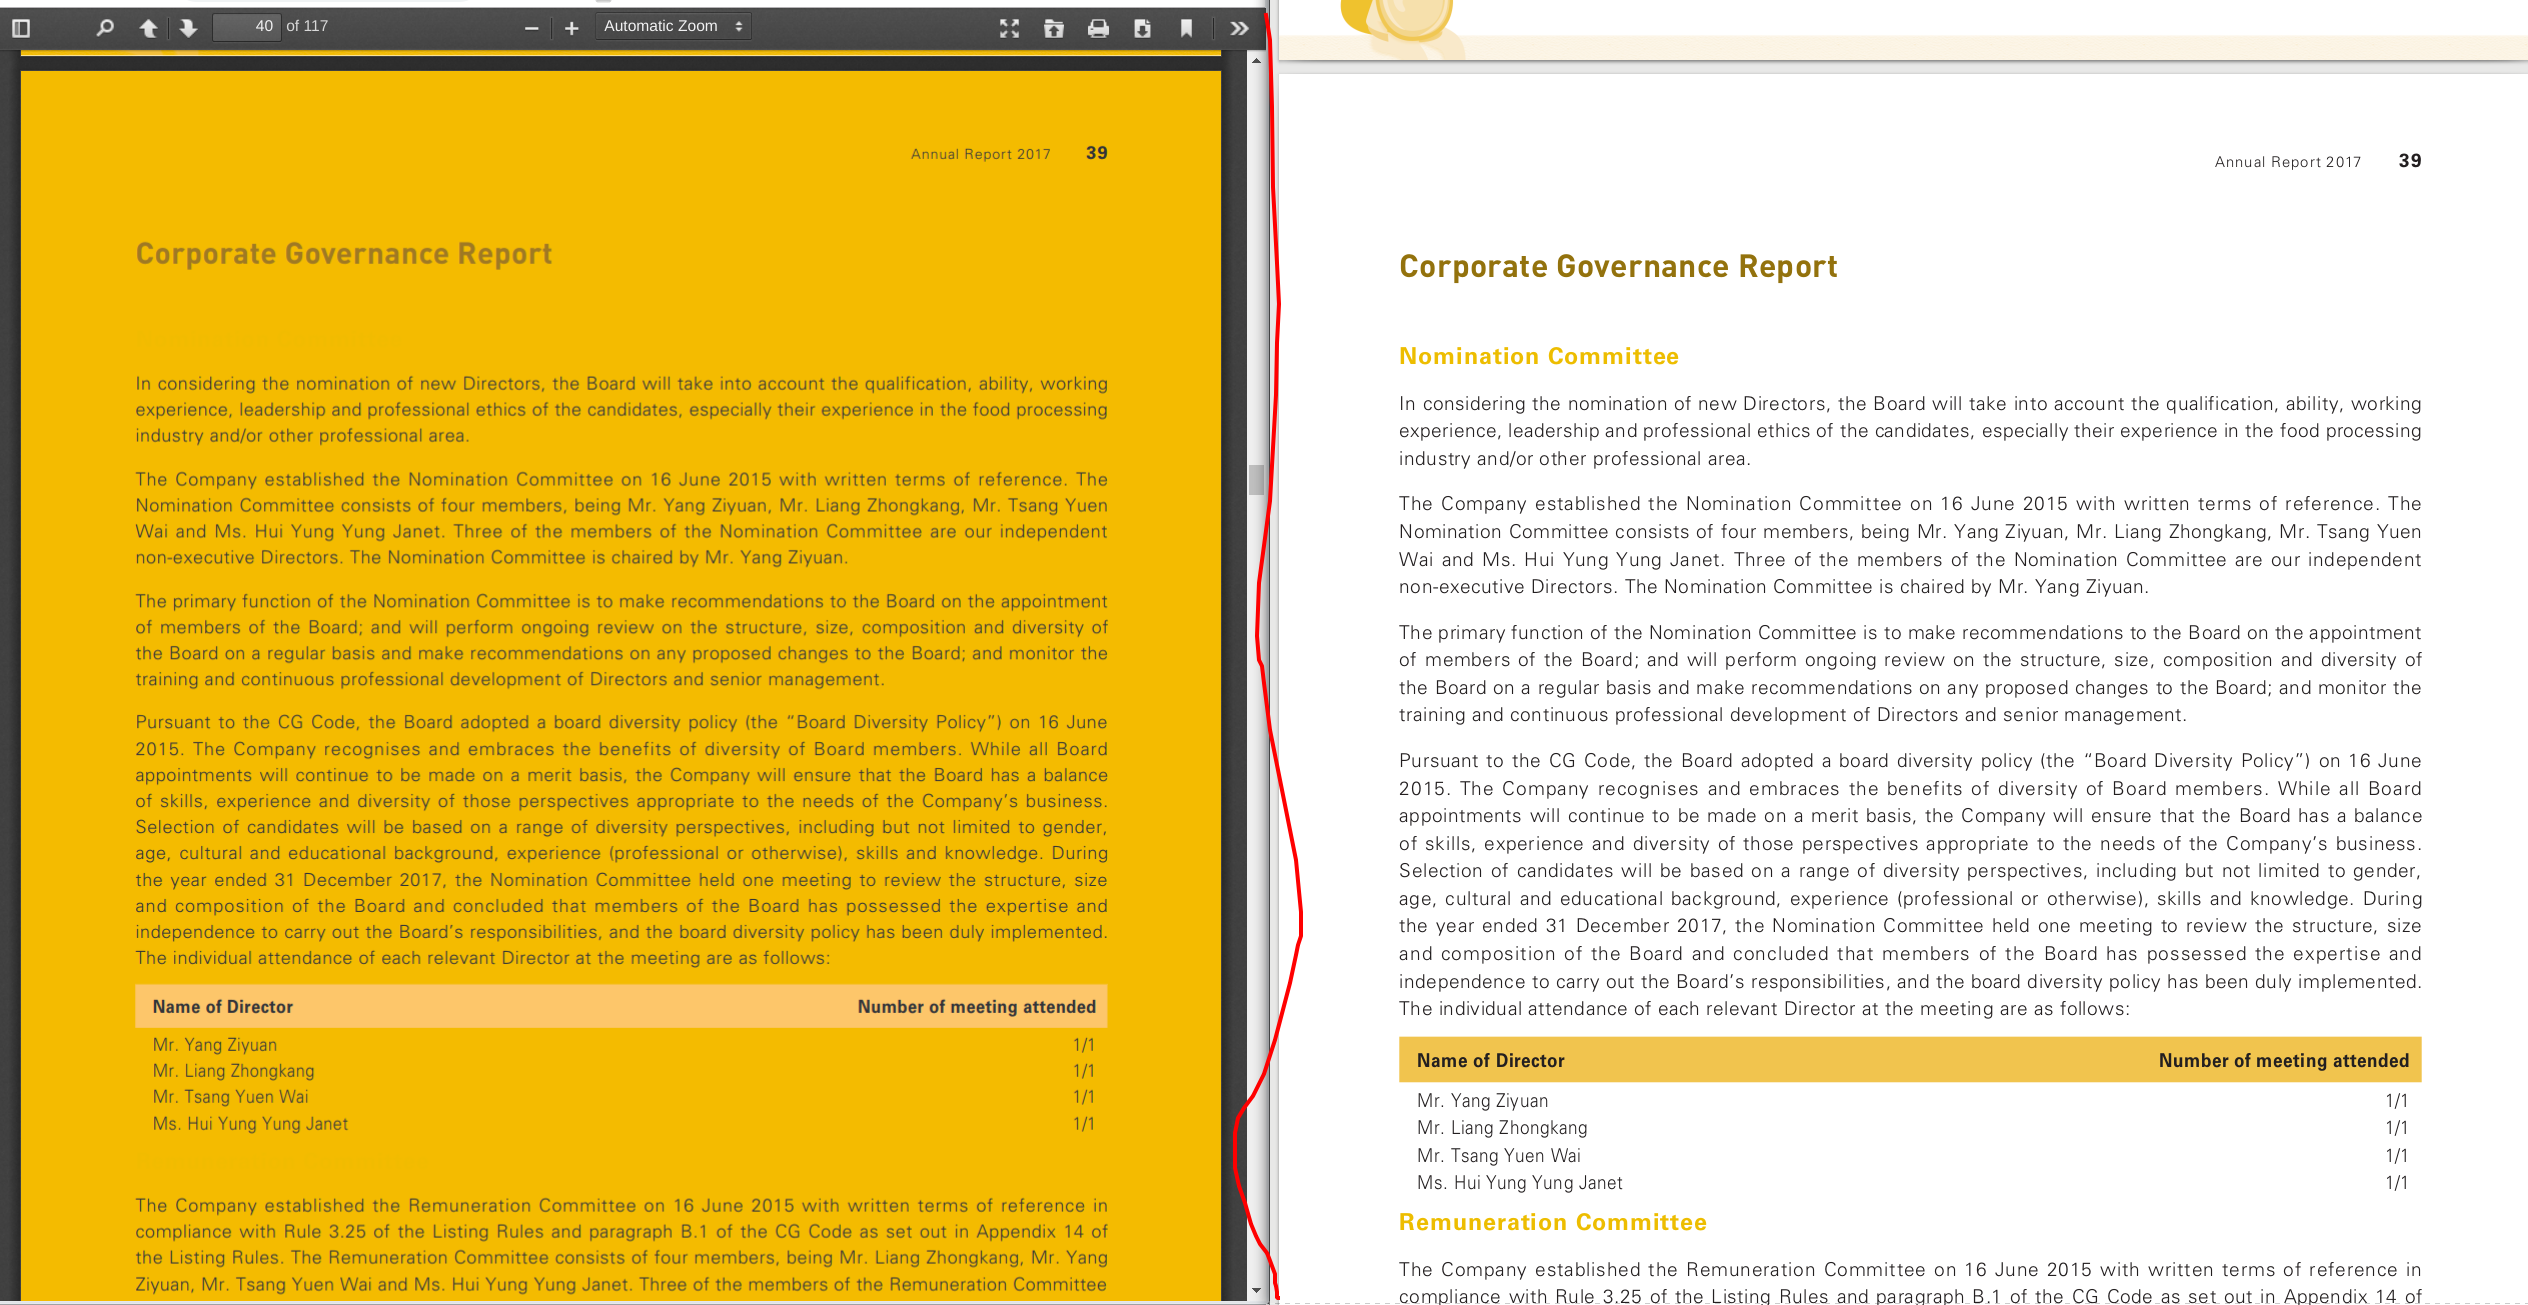 40 of 117
Automatic Zoom
Annual Report 2017 39
Corporate Governance Report
In considering the nomination of new Directors, the Board will take into account the qualification, ability, working
experience, leadership and professional ethics of the candidates, especially their experience in the food processing
industry and/or other professional area.
The Company established the Nomination Committee on 16 June 2015 with written terms of reference. The
Nomination Committee consists of four members, being Mr. Yang Ziyuan, Mr. Liang Zhongkang, Mr. Tsang Yuen
Wai and Ms. Hui Yung Yung Janet. Three of the members of the Nomination Committee are our independent
non-executive Directors. The Nomination Committee is chaired by Mr. Yang Ziyuan.
The primary function of the Nomination Committee is to make recommendations to the Board on the appointment
of members of the Board; and will perform ongoing review on the structure, size, composition and diversity of
the Board on a regular basis and make recommendations on any proposed changes to the Board; and monitor the
training and continuous professional development of Directors and senior management.
Pursuant to the CG Code, the Board adopted a board diversity policy (the “Board Diversity Policy”) on 16 June
2015. The Company recognises and embraces the benefits of diversity of Board members. While all Board
appointments will continue to be made on a merit basis, the Company will ensure that the Board has a balance
of skills, experience and diversity of those perspectives appropriate to the needs of the Company’s business.
Selection of candidates will be based on a range of diversity perspectives, including but not limited to gender,
age, cultural and educational background, experience (professional or otherwise), skills and knowledge. During
the year ended 31 December 2017, the Nomination Committee held one meeting to review the structure, size
and composition of the Board and concluded that members of the Board has possessed the expertise and
independence to carry out the Board’s responsibilities, and the board diversity policy has been duly implemented.
The individual attendance of each relevant Director at the meeting are as follows:
Name of Director Number of meeting attended
Mr. Yang Ziyuan 1/1
Mr. Liang Zhongkang 1/1
Mr. Tsang Yuen Wai 1/1
Ms. Hui Yung Yung Janet 1/1
The Company established the Remuneration Committee on 16 June 2015 with written terms of reference in
compliance with Rule 3.25 of the Listing Rules and paragraph B.1 of the CG Code as set out in Appendix 14 of
the Listing Rules. The Remuneration Committee consists of four members, being Mr. Liang Zhongkang, Mr. Yang
Ziyuan, Mr. Tsang Yuen Wai and Ms. Hui Yung Yung Janet. Three of the members of the Remuneration Committee
Annual Report 2017 39
Corporate Governance Report
Nomination Committee
In considering the nomination of new Directors, the Board will take into account the qualification, ability, working
experience, leadership and professional ethics of the candidates, especially their experience in the food processing
industry and/or other professional area.
The Company established the Nomination Committee on 16 June 2015 with written terms of reference. The
Nomination Committee consists of four members, being Mr. Yang Ziyuan, Mr. Liang Zhongkang, Mr. Tsang Yuen
Wai and Ms. Hui Yung Yung Janet. Three of the members of the Nomination Committee are our independent
non-executive Directors. The Nomination Committee is chaired by Mr. Yang Ziyuan.
The primary function of the Nomination Committee is to make recommendations to the Board on the appointment
of members of the Board; and will perform ongoing review on the structure, size, composition and diversity of
the Board on a regular basis and make recommendations on any proposed changes to the Board; and monitor the
training and continuous professional development of Directors and senior management.
Pursuant to the CG Code, the Board adopted a board diversity policy (the “Board Diversity Policy”) on 16 June
2015. The Company recognises and embraces the benefits of diversity of Board members. While all Board
appointments will continue to be made on a merit basis, the Company will ensure that the Board has a balance
of skills, experience and diversity of those perspectives appropriate to the needs of the Company’s business.
Selection of candidates will be based on a range of diversity perspectives, including but not limited to gender,
age, cultural and educational background, experience (professional or otherwise), skills and knowledge. During
the year ended 31 December 2017, the Nomination Committee held one meeting to review the structure, size
and composition of the Board and concluded that members of the Board has possessed the expertise and
independence to carry out the Board’s responsibilities, and the board diversity policy has been duly implemented.
The individual attendance of each relevant Director at the meeting are as follows:
Name of Director Number of meeting attended
Mr. Yang Ziyuan 1/1
Mr. Liang Zhongkang 1/1
Mr. Tsang Yuen Wai 1/1
Ms. Hui Yung Yung Janet 1/1
Remuneration Committee
The Company established the Remuneration Committee on 16 June 2015 with written terms of reference in
compliance with Rule 3.25 of the Listing Rules and paragraph B.1 of the CG Code as set out in Appendix 14 of